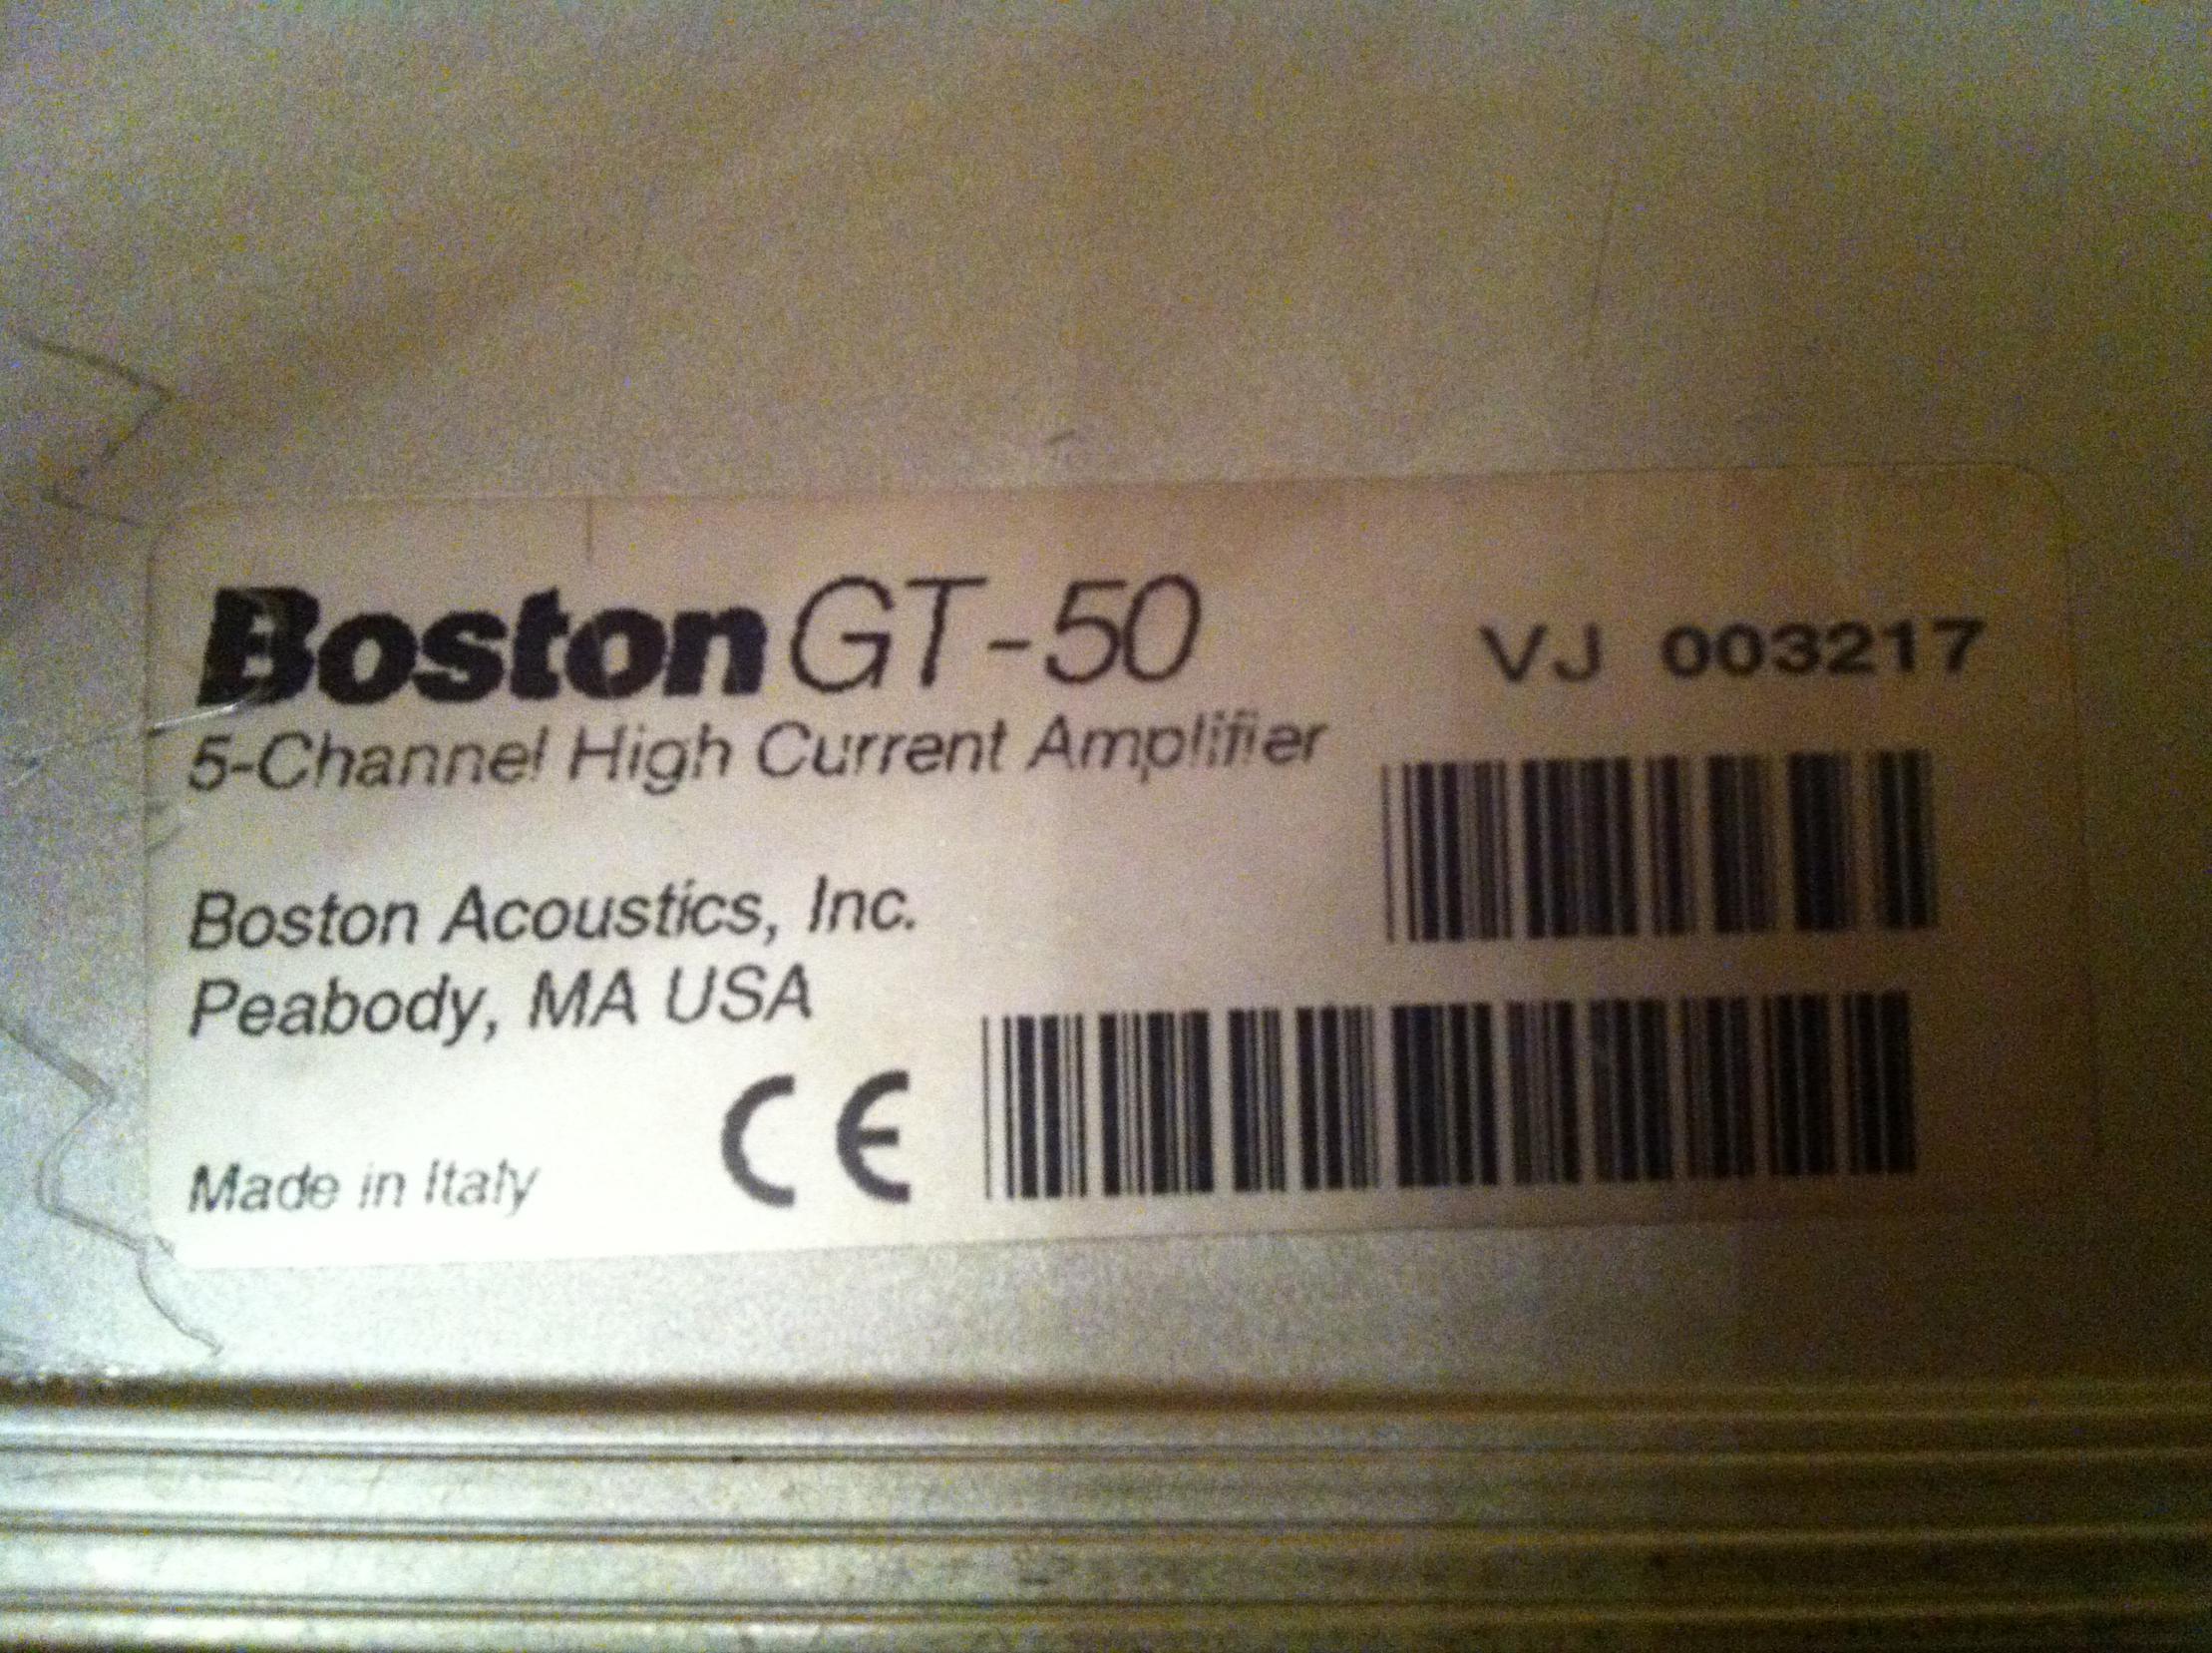 Boston GT-50
VJ 003217
5-Channel High Current Amplifier
Boston Acoustics, Inc.
Peabody, MA USA
Made in Italy
CE